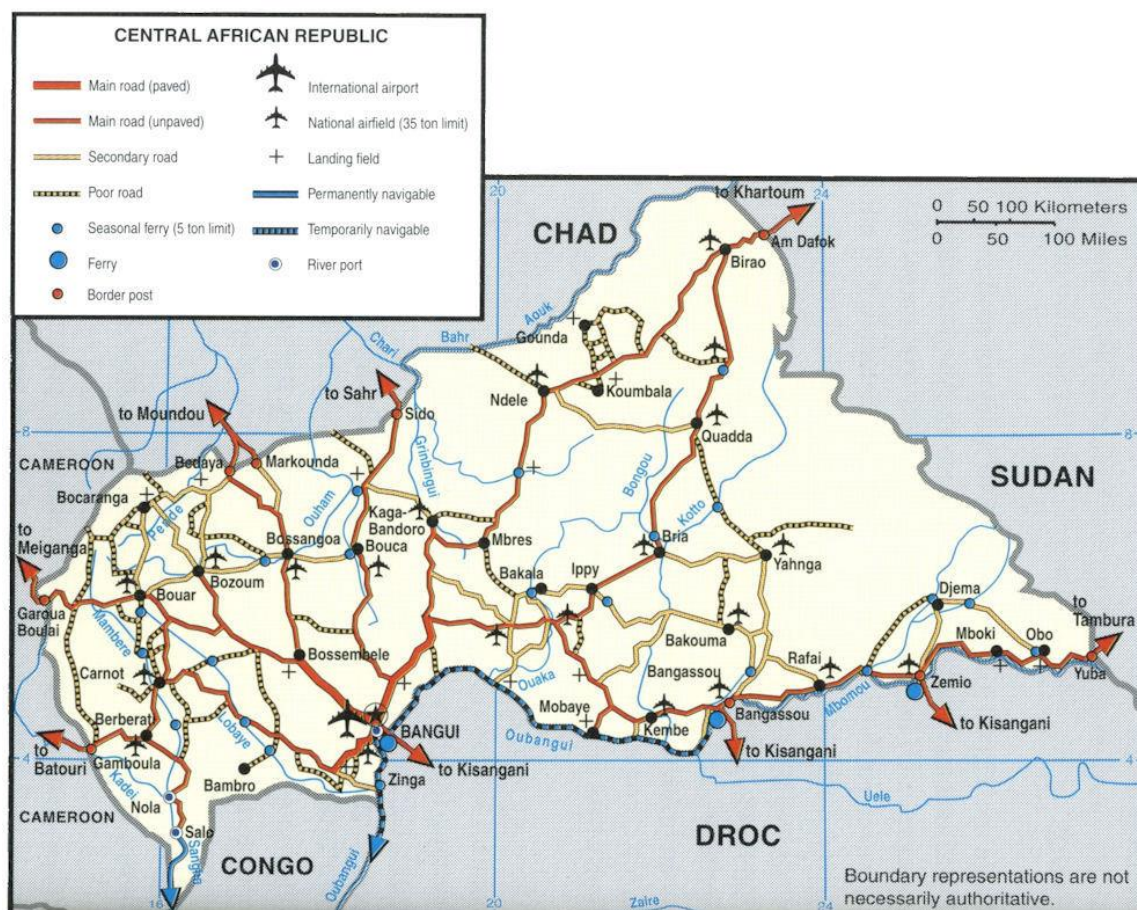 CENTRAL AFRICAN REPUBLIC
Main road (paved)
International airport
Main road (unpaved)
National airfield (35 ton limit)
Secondary road
Landing field
Poor road
Permanently navigable
Seasonal ferry (5 ton limit)
Temporarily navigable
Ferry
River port
Border post
20
24
to Khartoum
0 50 100 Kilometers
0 50 100 Miles
CHAD
Am Dafok
Birao
Aouk
Bahr
Gounda
Chari
to Sahr
Ndele
Koumbala
to Moundou
Sido
Quadda
8
8
Gribingui
CAMEROON
Bedaya
Markounda
SUDAN
Bocaranga
Ouham
Bongou
Kotto
Pende
Kaga-
Bandoro
to
Meiganga
Bossangoa
Bouca
Mbres
Bria
Yahnga
Bozoum
Bakala
Ippy
Djema
Bouar
to
Tambura
Garoua
Boulai
Mambere
Bakouma
Mboki
Obo
Bossembele
Rafai
Carnot
Bangassou
Ouaka
Zemio
Yuba
Mbomou
Lobaye
Mobaye
Berberati
BANGUI
Bangassou
Kembe
to Kisangani
to
Batouri
Gamboula
Oubangui
to Kisangani
to Kisangani
4
4
Kadei
Bambro
Zinga
Nola
Uele
CAMEROON
Salo
DROC
Sangha
CONGO
Oubangui
Boundary representations are not
necessarily authoritative.
16
20
24
Zaire